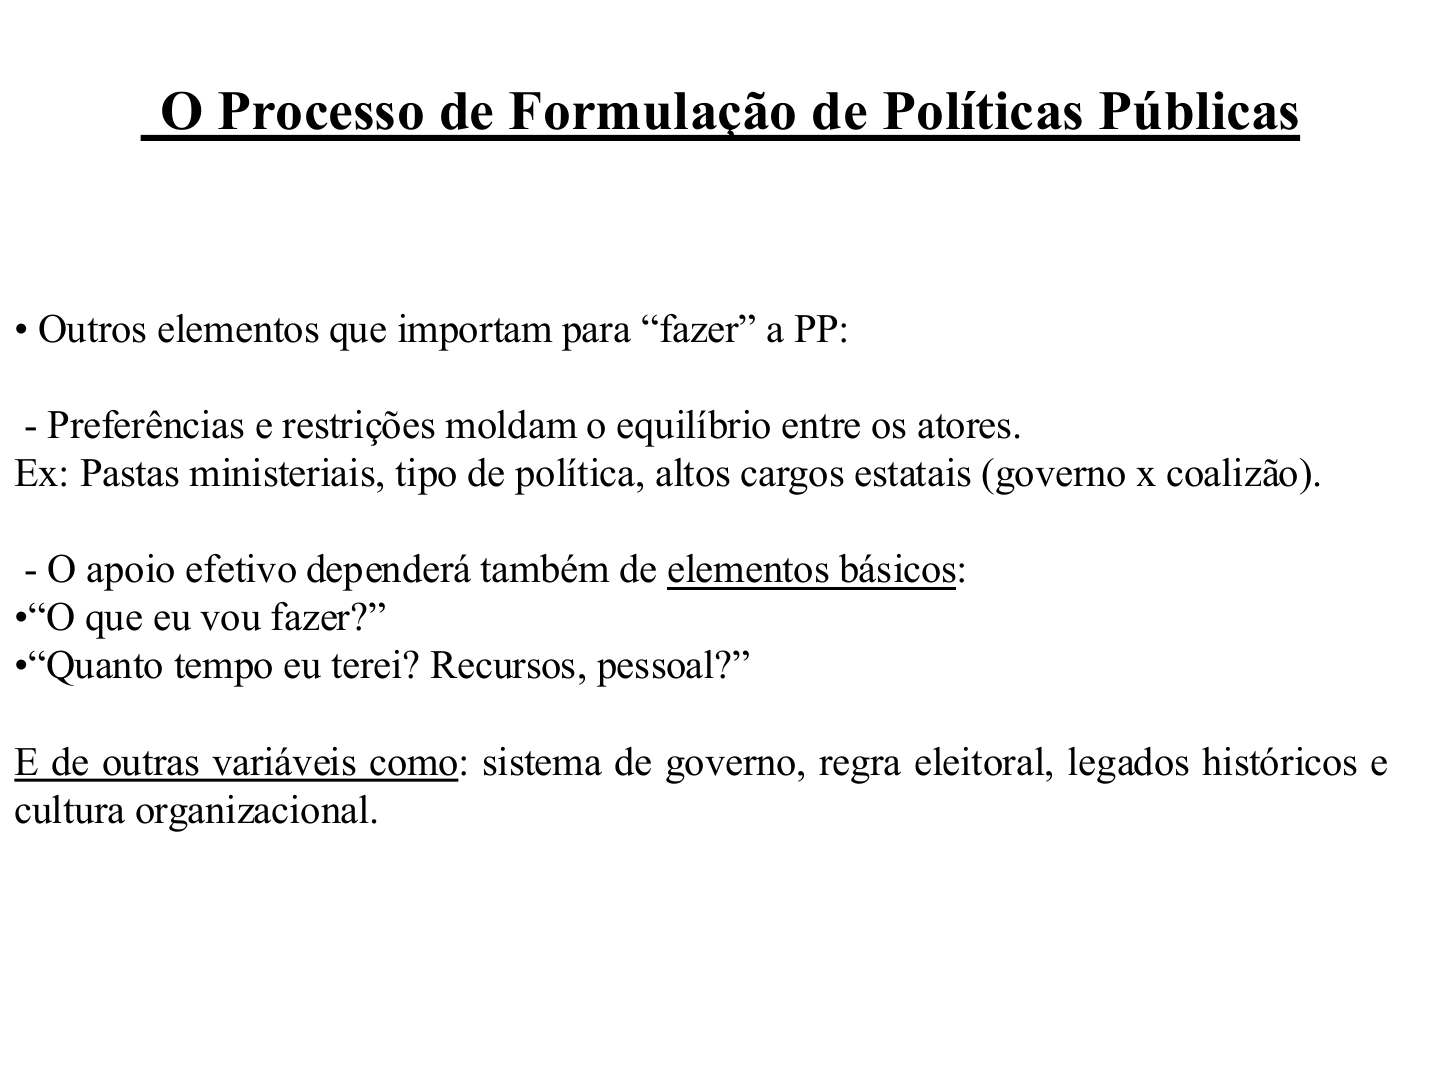 O Processo de Formulação de Políticas Públicas
• Outros elementos que importam para “fazer” a PP:
- Preferências e restrições moldam o equilíbrio entre os atores.
Ex: Pastas ministeriais, tipo de política, altos cargos estatais (governo x coalizão).
- O apoio efetivo dependerá também de elementos básicos:
•“O que eu vou fazer?”
•“Quanto tempo eu terei? Recursos, pessoal?”
E de outras variáveis como: sistema de governo, regra eleitoral, legados históricos e
cultura organizacional.